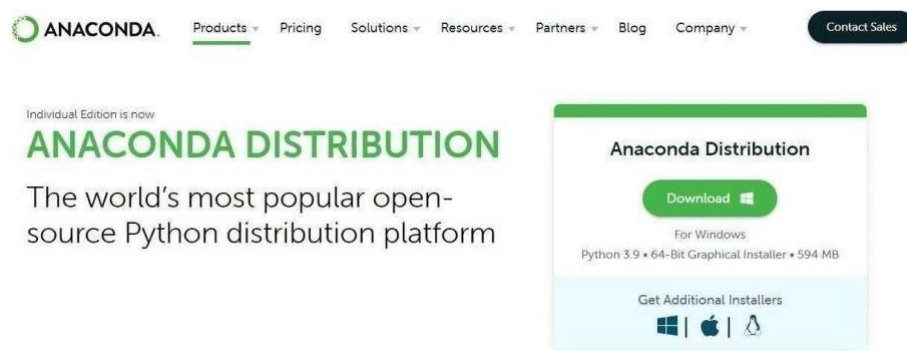 ANACONDA.
Products
Pricing
Solutions
Resources
Partners
Blog
Company
Contact Sales
Individual Edition is now
ANACONDA DISTRIBUTION
The world's most popular open-
source Python distribution platform
Anaconda Distribution
Download
For Windows
Python 3.9 • 64-Bit Graphical Installer • 594 MB
Get Additional Installers